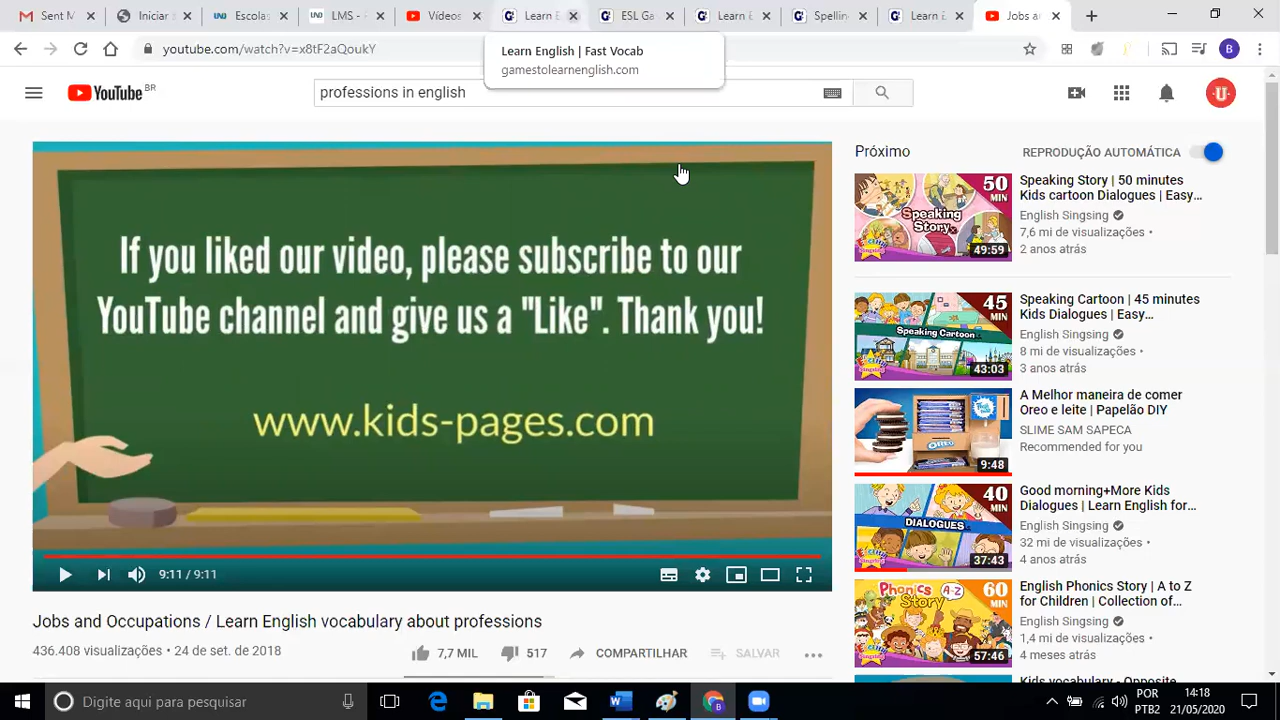 Sent M
Iniciar
Escolas
LMS - F
Vídeos
Learn E
ESL Ga
Learn E
Spelling
Learn E
Jobs a
youtube.com/watch?v=x8tF2aQoukY
B
Learn English | Fast Vocab
gamestolearnenglish.com
YouTube BR
professions in english
If you liked our video, please subscribe to our
YouTube channel and give us a "Like". Thank you!
www.kids-pages.com
9:11 / 9:11
Jobs and Occupations / Learn English vocabulary about professions
436.408 visualizações • 24 de set. de 2018
7,7 MIL
517
COMPARTILHAR
SALVAR
Próximo
REPRODUÇÃO AUTOMÁTICA
50
MIN
Speaking
Story
49:59
Speaking Story | 50 minutes
Kids cartoon Dialogues | Easy...
English Singsing
7,6 mi de visualizações •
2 anos atrás
45
MIN
Speaking Cartoon
43:03
Speaking Cartoon | 45 minutes
Kids Dialogues | Easy...
English Singsing
8 mi de visualizações •
3 anos atrás
OREO
9:48
A Melhor maneira de comer
Oreo e leite | Papelão DIY
SLIME SAM SAPECA
Recommended for you
40
MIN
DIALOGUES
37:43
Good morning+More Kids
Dialogues | Learn English for...
English Singsing
32 mi de visualizações •
4 anos atrás
Phonics A-Z
Story
60
MIN
57:46
English Phonics Story | A to Z
for Children | Collection of...
English Singsing
1,4 mi de visualizações •
4 meses atrás
Kids vocabulary - Opposite
Digite aqui para pesquisar
POR
PTB2
14:18
21/05/2020